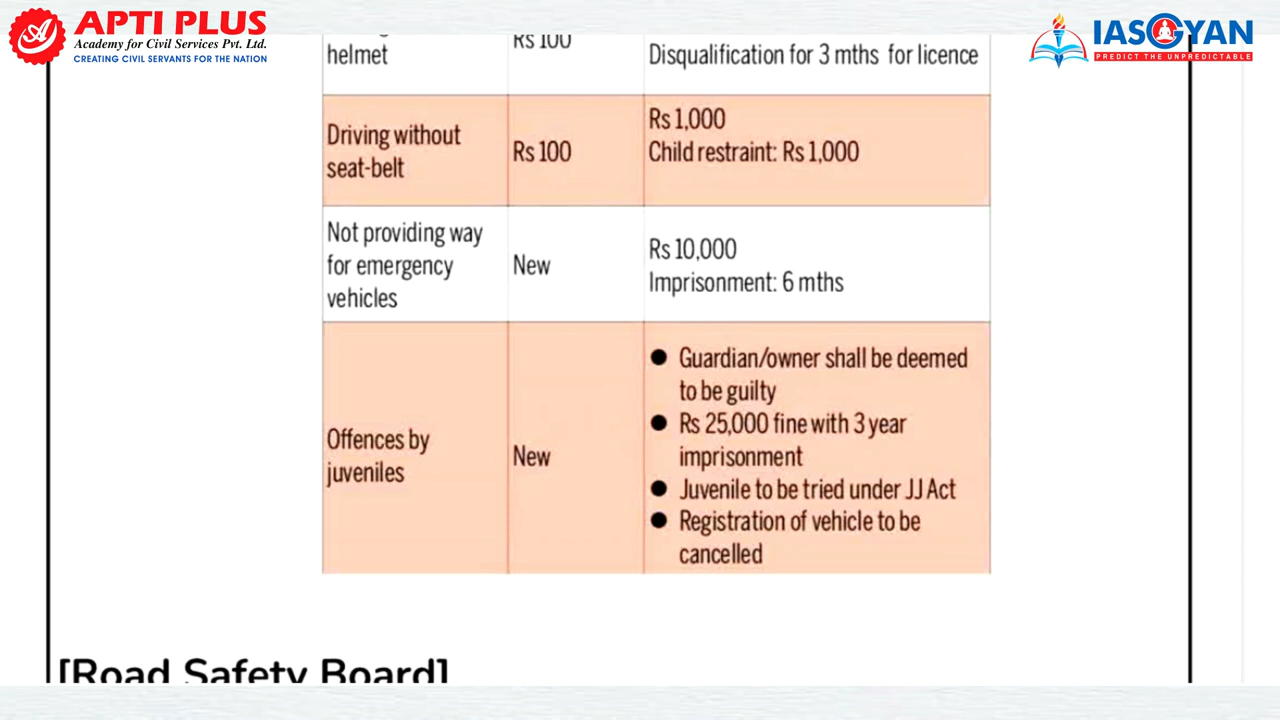 APTI PLUS
Academy for Civil Services Pvt. Ltd.
CREATING CIVIL SERVANTS FOR THE NATION
IASGYAN
PREDICT THE UNPREDICTABLE
helmet
Rs 100
Disqualification for 3 mths for licence
Driving without
seat-belt
Rs 100
Rs 1,000
Child restraint: Rs 1,000
Not providing way
for emergency
vehicles
New
Rs 10,000
Imprisonment: 6 mths
Offences by
juveniles
New
● Guardian/owner shall be deemed
to be guilty
● Rs 25,000 fine with 3 year
imprisonment
● Juvenile to be tried under JJ Act
● Registration of vehicle to be
cancelled
[Road Safety Board]